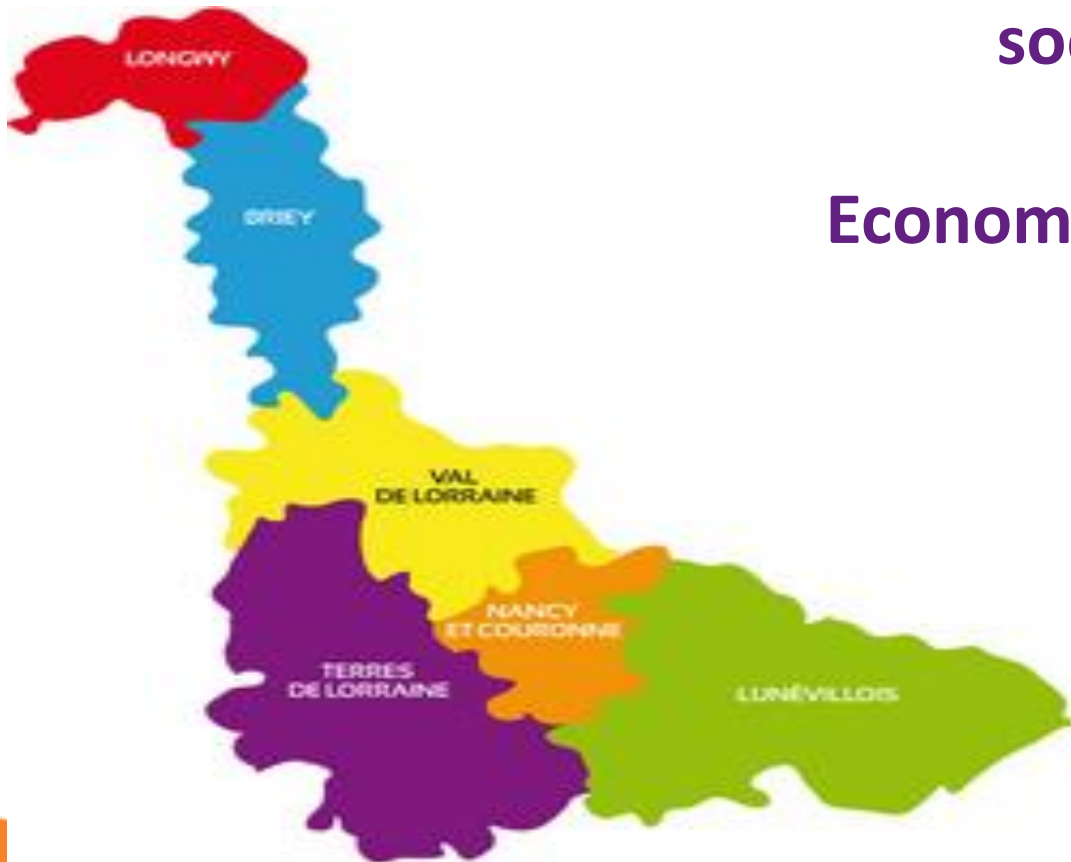 soc
Econom
LONGWY
BRIEY
VAL
DE LORRAINE
NANCY
ET COURONNE
TERRES
DE LORRAINE
LUNÉVILLOIS